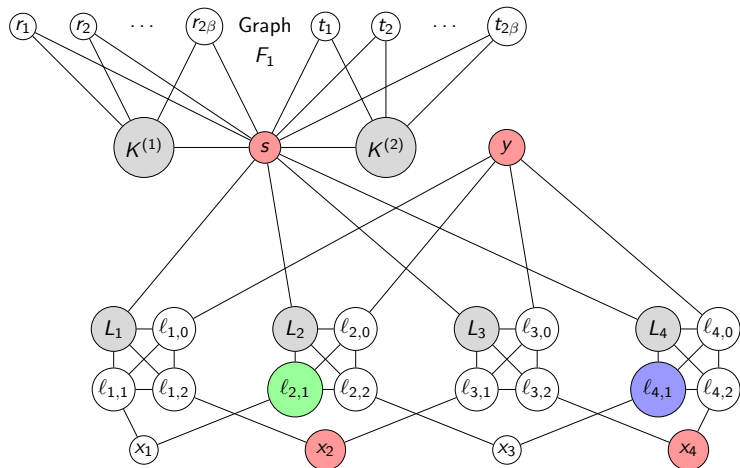 r₁ r₂ ··· r₂ᵦ Graph t₁ t₂ ··· t₂ᵦ
F₁
K⁽¹⁾ s K⁽²⁾ y
L₁ ℓ₁,₀ L₂ ℓ₂,₀ L₃ ℓ₃,₀ L₄ ℓ₄,₀
ℓ₁,₁ ℓ₁,₂ ℓ₂,₁ ℓ₂,₂ ℓ₃,₁ ℓ₃,₂ ℓ₄,₁ ℓ₄,₂
x₁ x₂ x₃ x₄